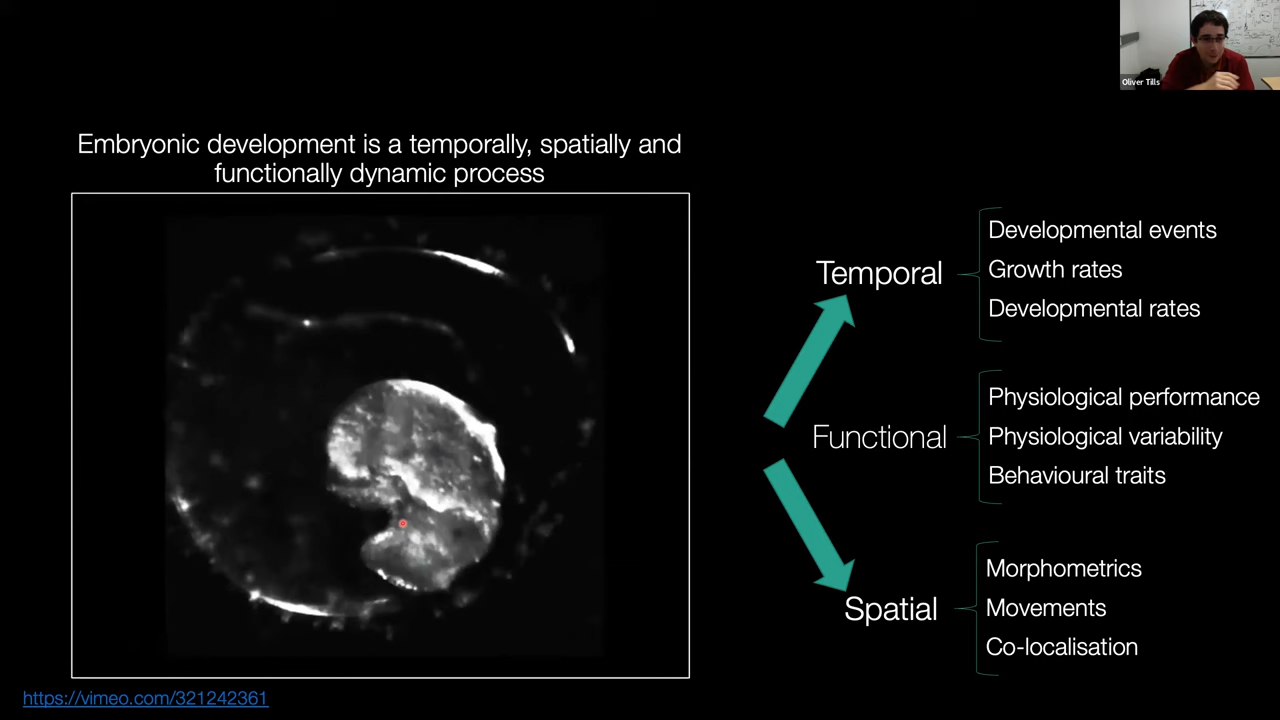 Oliver Tills
Embryonic development is a temporally, spatially and
functionally dynamic process
Temporal
Developmental events
Growth rates
Developmental rates
Functional
Physiological performance
Physiological variability
Behavioural traits
Spatial
Morphometrics
Movements
Co-localisation
https://vimeo.com/321242361